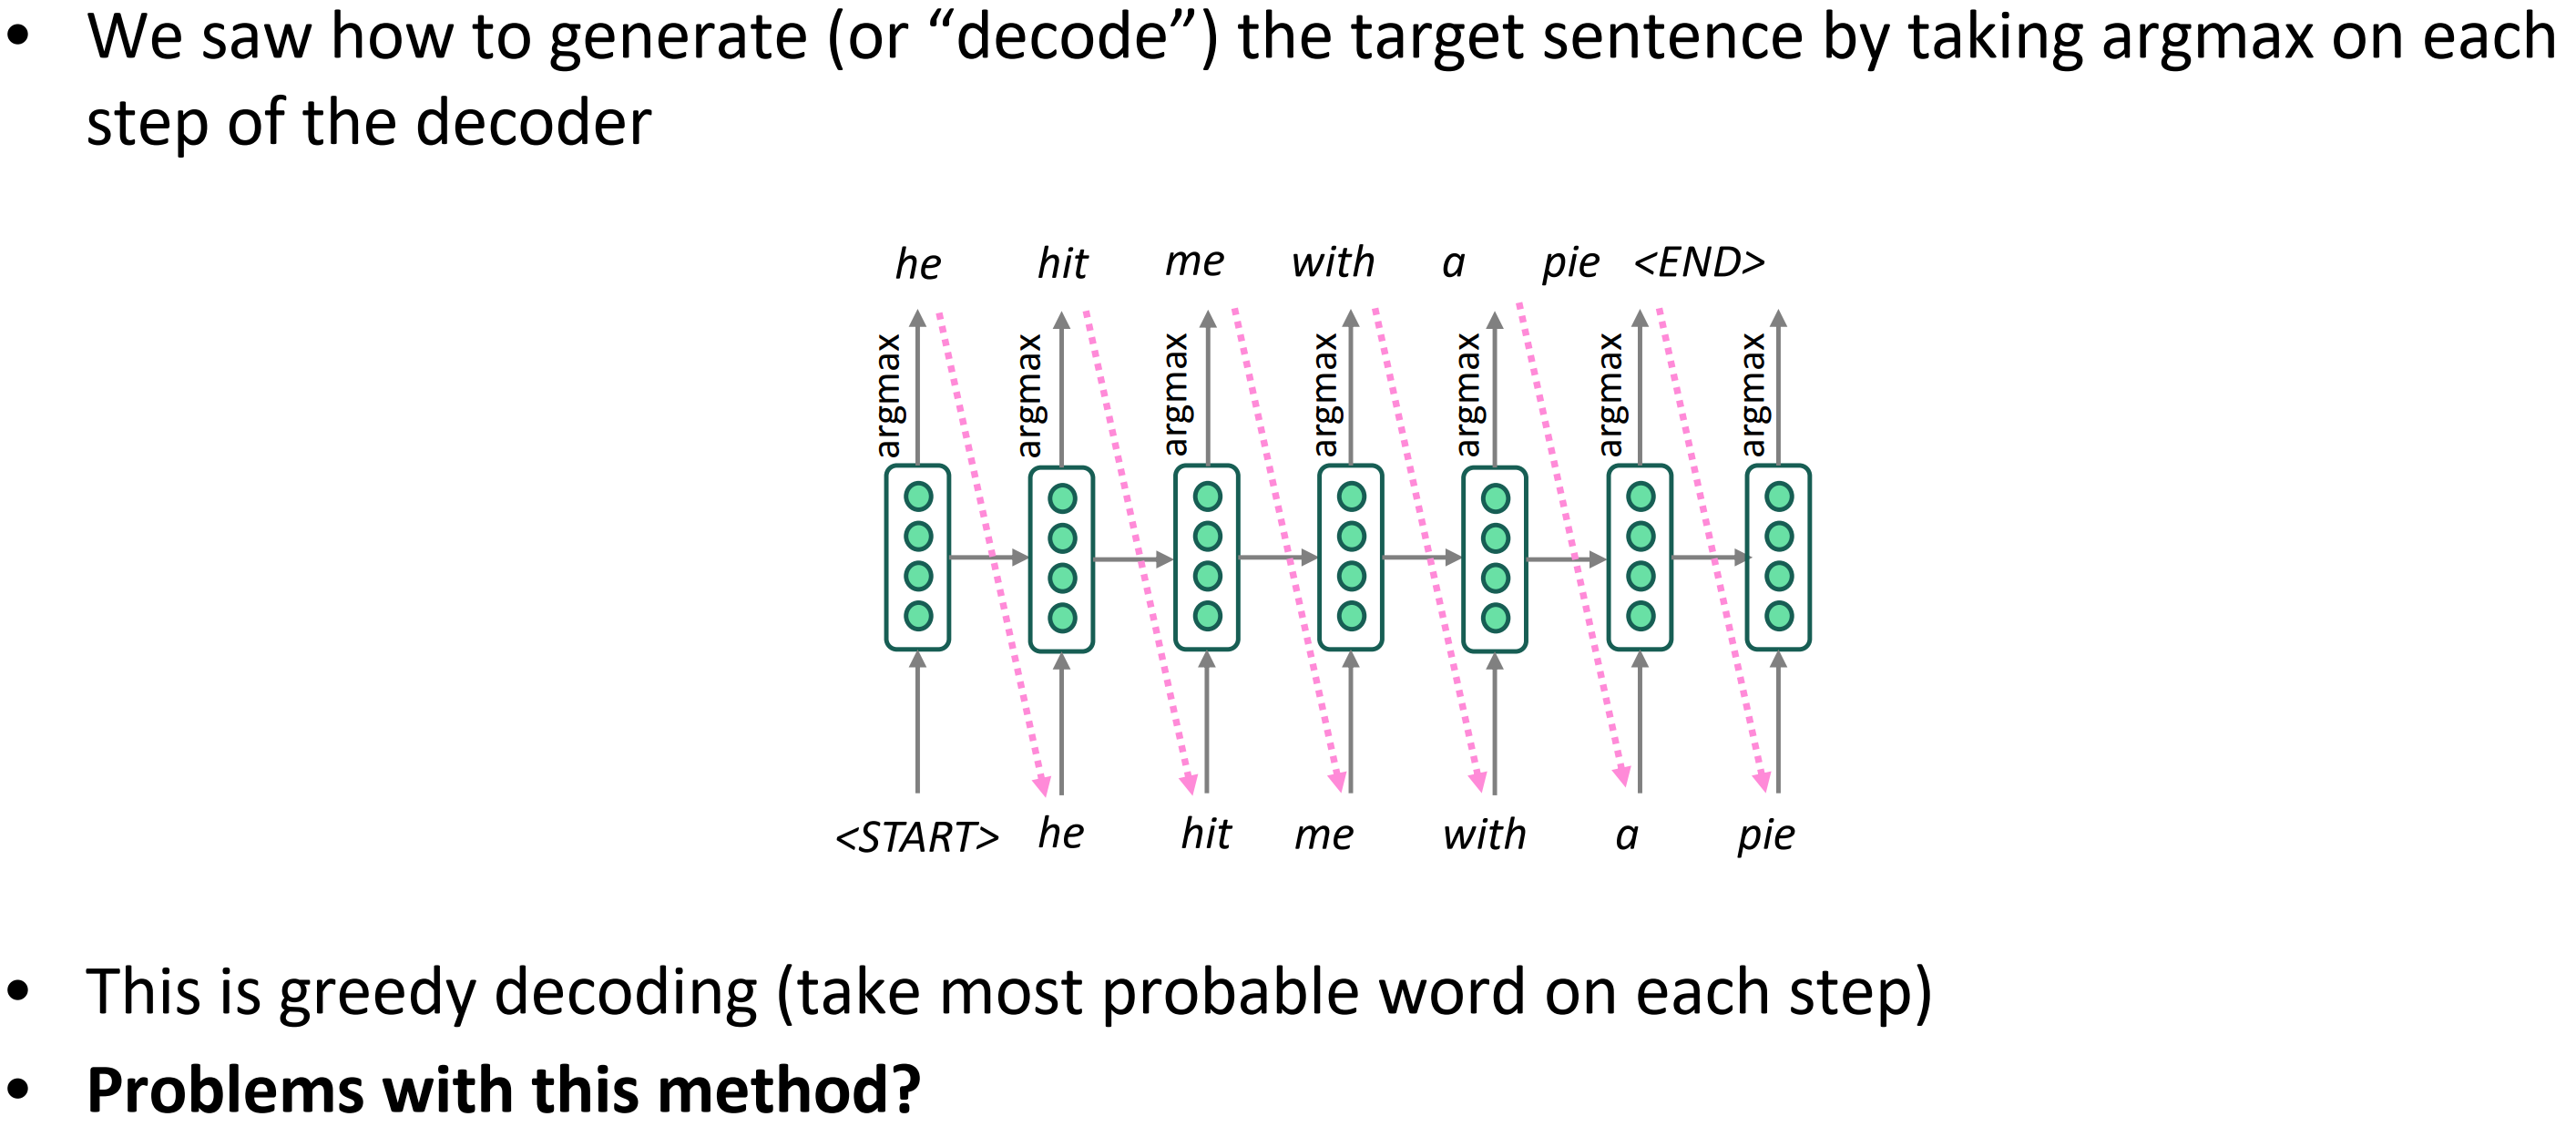 • We saw how to generate (or “decode”) the target sentence by taking argmax on each
step of the decoder
he hit me with a pie <END>
argmax argmax argmax argmax argmax argmax argmax
<START> he hit me with a pie
• This is greedy decoding (take most probable word on each step)
• Problems with this method?